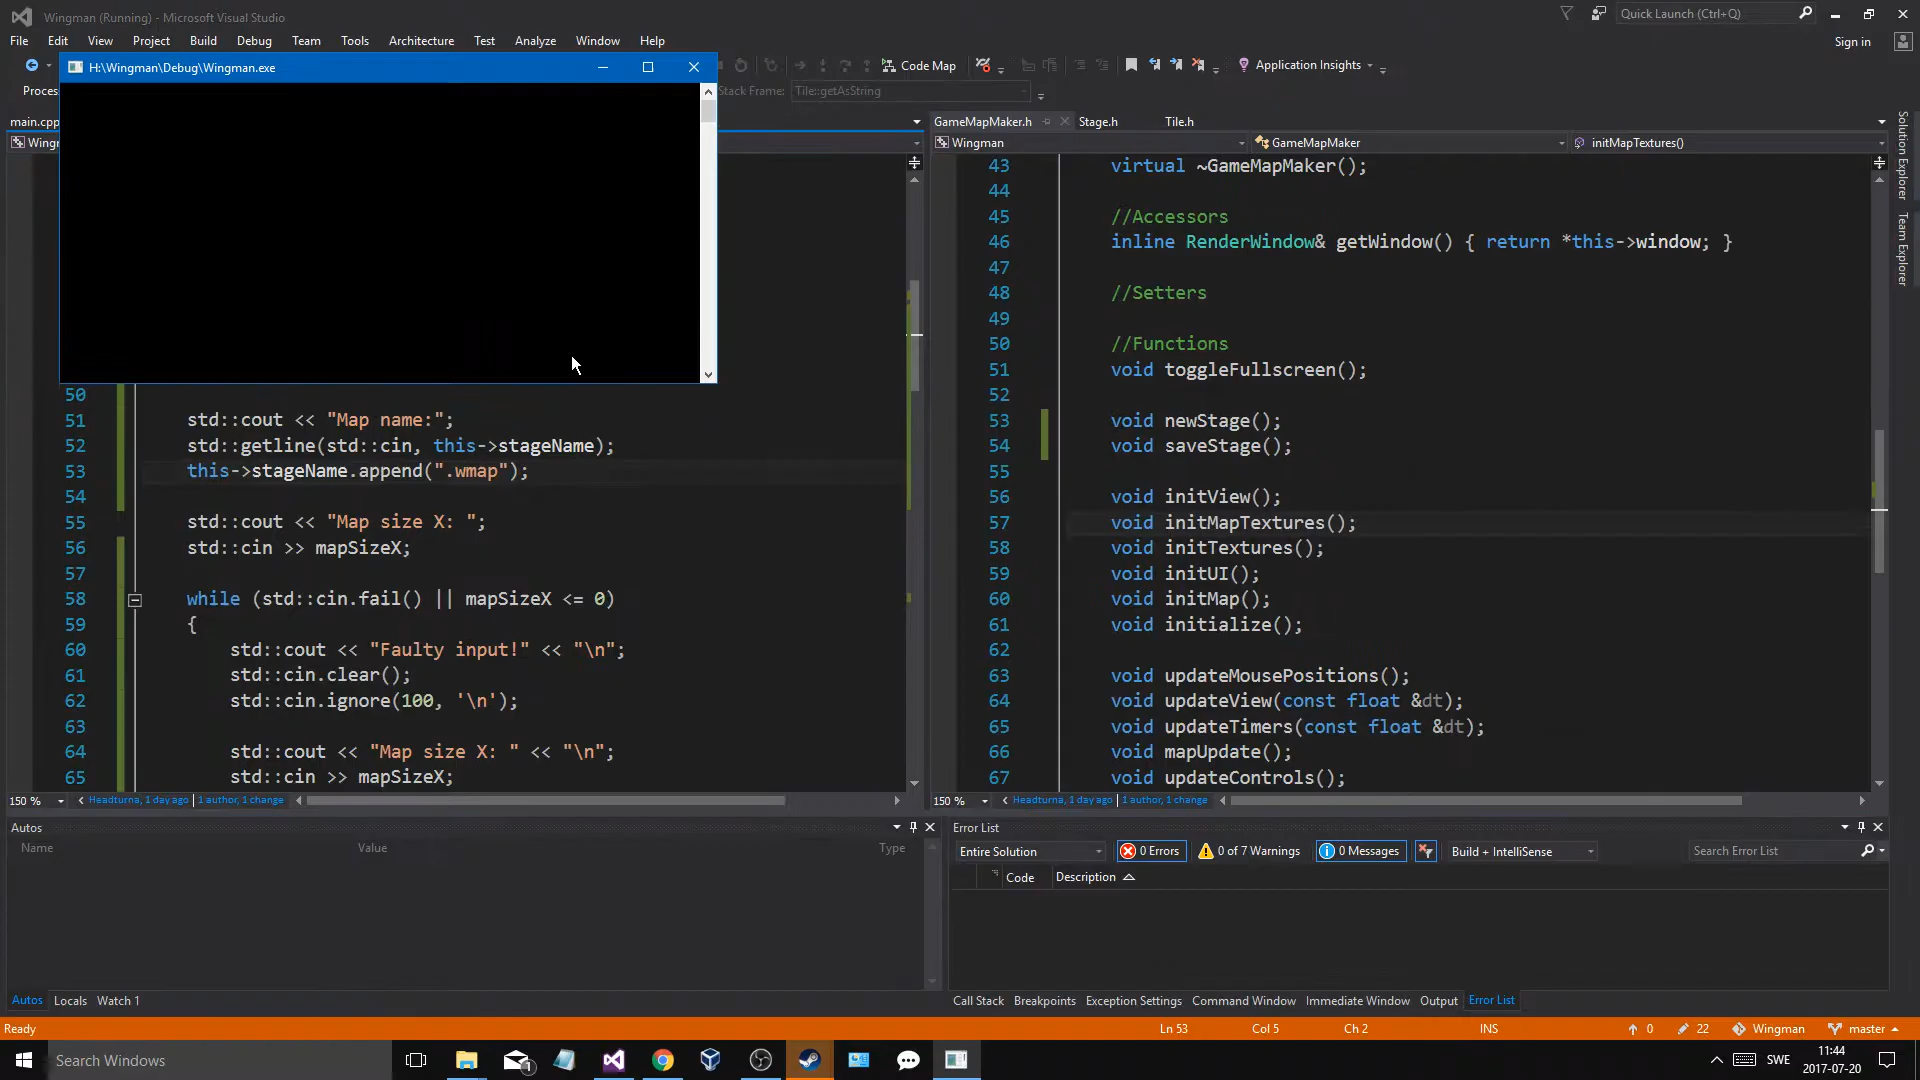 Wingman (Running) - Microsoft Visual Studio
Quick Launch (Ctrl+Q)
File Edit View Project Build Debug Team Tools Architecture Test Analyze Window Help
Sign in
H:\Wingman\Debug\Wingman.exe
Code Map
Application Insights
Proces
Stack Frame: Tile::getAsString
main.cpp
GameMapMaker.h
Stage.h
Tile.h
Wingr
Wingman
GameMapMaker
initMapTextures()
Solution Explorer
Team Explorer
50
51 std::cout << "Map name:";
52 std::getline(std::cin, this->stageName);
53 this->stageName.append(".wmap");
54
55 std::cout << "Map size X: ";
56 std::cin >> mapSizeX;
57
58 while (std::cin.fail() || mapSizeX <= 0)
59 {
60 std::cout << "Faulty input!" << "\n";
61 std::cin.clear();
62 std::cin.ignore(100, '\n');
63
64 std::cout << "Map size X: " << "\n";
65 std::cin >> mapSizeX;
43 virtual ~GameMapMaker();
44
45 //Accessors
46 inline RenderWindow& getWindow() { return *this->window; }
47
48 //Setters
49
50 //Functions
51 void toggleFullscreen();
52
53 void newStage();
54 void saveStage();
55
56 void initView();
57 void initMapTextures();
58 void initTextures();
59 void initUI();
60 void initMap();
61 void initialize();
62
63 void updateMousePositions();
64 void updateView(const float &dt);
65 void updateTimers(const float &dt);
66 void mapUpdate();
67 void updateControls();
150 % Headturna, 1 day ago | 1 author, 1 change
150 % Headturna, 1 day ago | 1 author, 1 change
Autos
Name Value Type
Error List
Entire Solution 0 Errors 0 of 7 Warnings 0 Messages Build + IntelliSense Search Error List
Code Description
Autos Locals Watch 1
Call Stack Breakpoints Exception Settings Command Window Immediate Window Output Error List
Ready Ln 53 Col 5 Ch 2 INS 0 22 Wingman master
Search Windows
1
SWE
11:44
2017-07-20